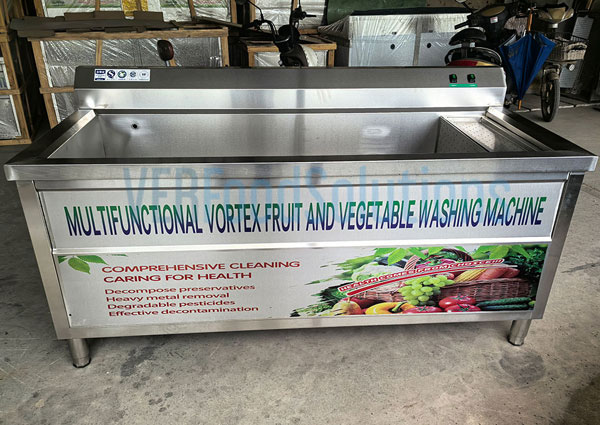 VERFoodSolutions
MULTIFUNCTIONAL VORTEX FRUIT AND VEGETABLE WASHING MACHINE
COMPREHENSIVE CLEANING
CARING FOR HEALTH
Decompose preservatives
Heavy metal removal
Degradable pesticides
Effective decontamination